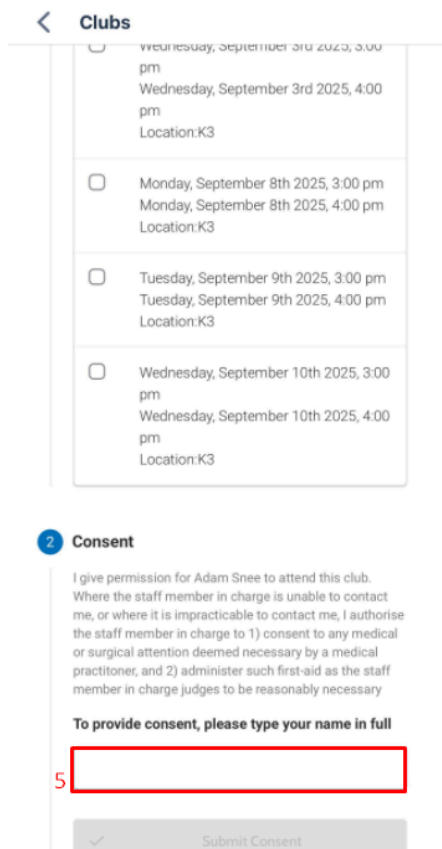 Clubs
Wednesday, September 3rd 2025, 3:00
pm
Wednesday, September 3rd 2025, 4:00
pm
Location:K3
Monday, September 8th 2025, 3:00 pm
Monday, September 8th 2025, 4:00 pm
Location:K3
Tuesday, September 9th 2025, 3:00 pm
Tuesday, September 9th 2025, 4:00 pm
Location:K3
Wednesday, September 10th 2025, 3:00
pm
Wednesday, September 10th 2025, 4:00
pm
Location:K3
2 Consent
I give permission for Adam Snee to attend this club.
Where the staff member in charge is unable to contact
me, or where it is impracticable to contact me, I authorise
the staff member in charge to 1) consent to any medical
or surgical attention deemed necessary by a medical
practitoner, and 2) administer such first-aid as the staff
member in charge judges to be reasonably necessary
To provide consent, please type your name in full
5
Submit Consent